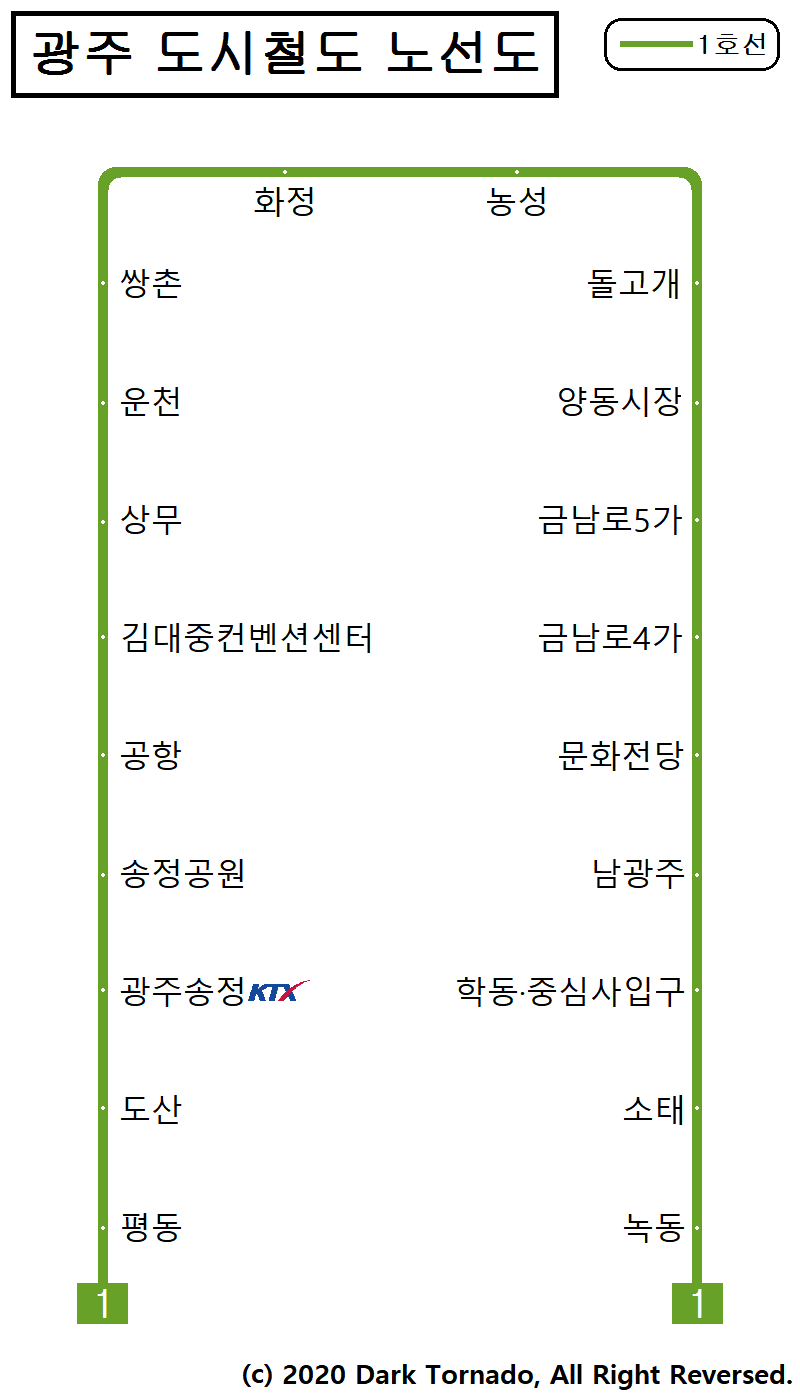 광주 도시철도 노선도
1호선
화정 농성
쌍촌 돌고개
운천 양동시장
상무 금남로5가
김대중컨벤션센터 금남로4가
공항 문화전당
송정공원 남광주
광주송정KTX 학동·중심사입구
도산 소태
평동 녹동
1 1
(c) 2020 Dark Tornado, All Right Reversed.